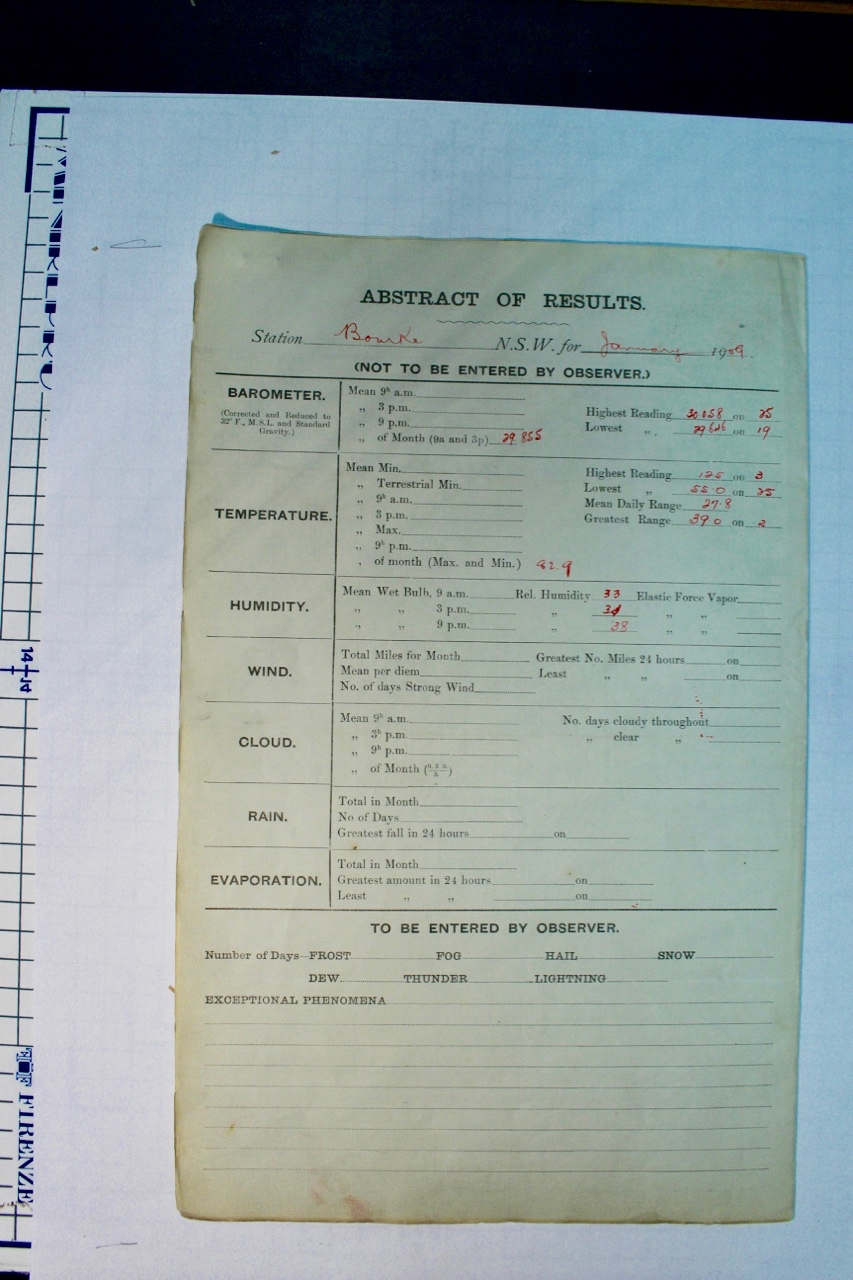 ABSTRACT OF RESULTS.
Station Bourke N.S.W. for January 1909.
(NOT TO BE ENTERED BY OBSERVER.)
BAROMETER.
(Corrected and Reduced to
32° F., M.S.L. and Standard
Gravity.)
Mean 9h a.m.
„ 3 p.m.
„ 9 p.m.
„ of Month (9a and 3p) 29.855
Highest Reading 30.058 on 25
Lowest „ 29.626 on 19
TEMPERATURE.
Mean Min.
„ Terrestrial Min.
„ 9h a.m.
„ 3 p.m.
„ Max.
„ 9h p.m.
„ of month (Max. and Min.) 92.9
Highest Reading 125 on 3
Lowest „ 55.0 on 25
Mean Daily Range 27.8
Greatest Range 39.0 on 2
HUMIDITY.
Mean Wet Bulb, 9 a.m. Rel. Humidity 33 Elastic Force Vapor
„ „ 3 p.m. „ 34 „ „
„ „ 9 p.m. „ 38 „ „
WIND.
Total Miles for Month Greatest No. Miles 24 hours on
Mean per diem Least „ „ on
No. of days Strong Wind
CLOUD.
Mean 9h a.m. No. days cloudy throughout
„ 3h p.m. „ clear „
„ 9h p.m.
„ of Month
RAIN.
Total in Month
No of Days
Greatest fall in 24 hours on
EVAPORATION.
Total in Month
Greatest amount in 24 hours on
Least „ „ on
TO BE ENTERED BY OBSERVER.
Number of Days—FROST FOG HAIL SNOW
DEW THUNDER LIGHTNING
EXCEPTIONAL PHENOMENA
14
14
FIRENZE